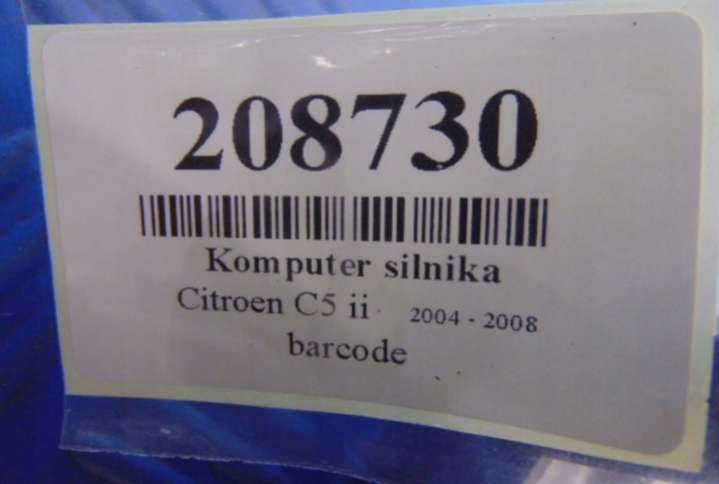 208730
Komputer silnika
Citroen C5 ii 2004 - 2008
barcode